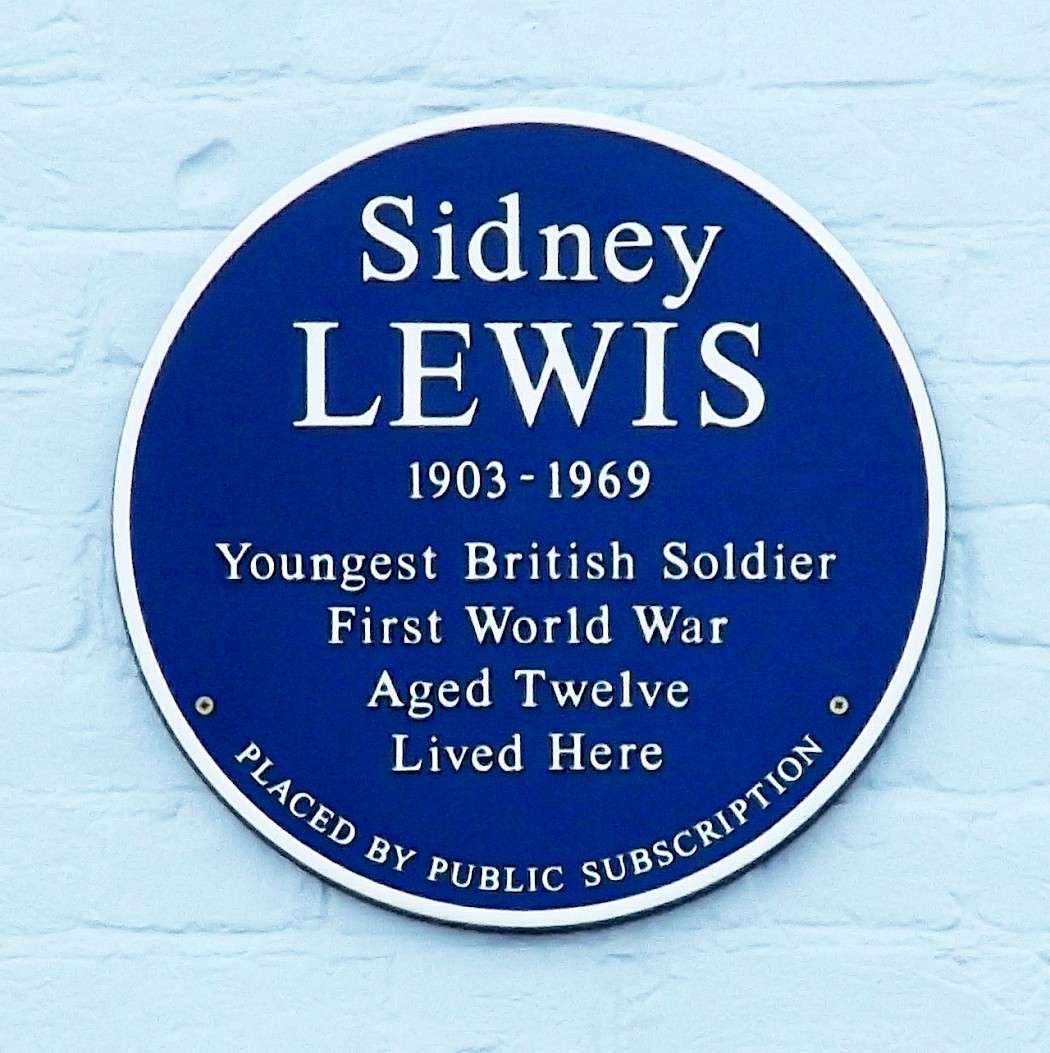 Sidney
LEWIS
1903 - 1969
Youngest British Soldier
First World War
Aged Twelve
Lived Here
PLACED BY PUBLIC SUBSCRIPTION